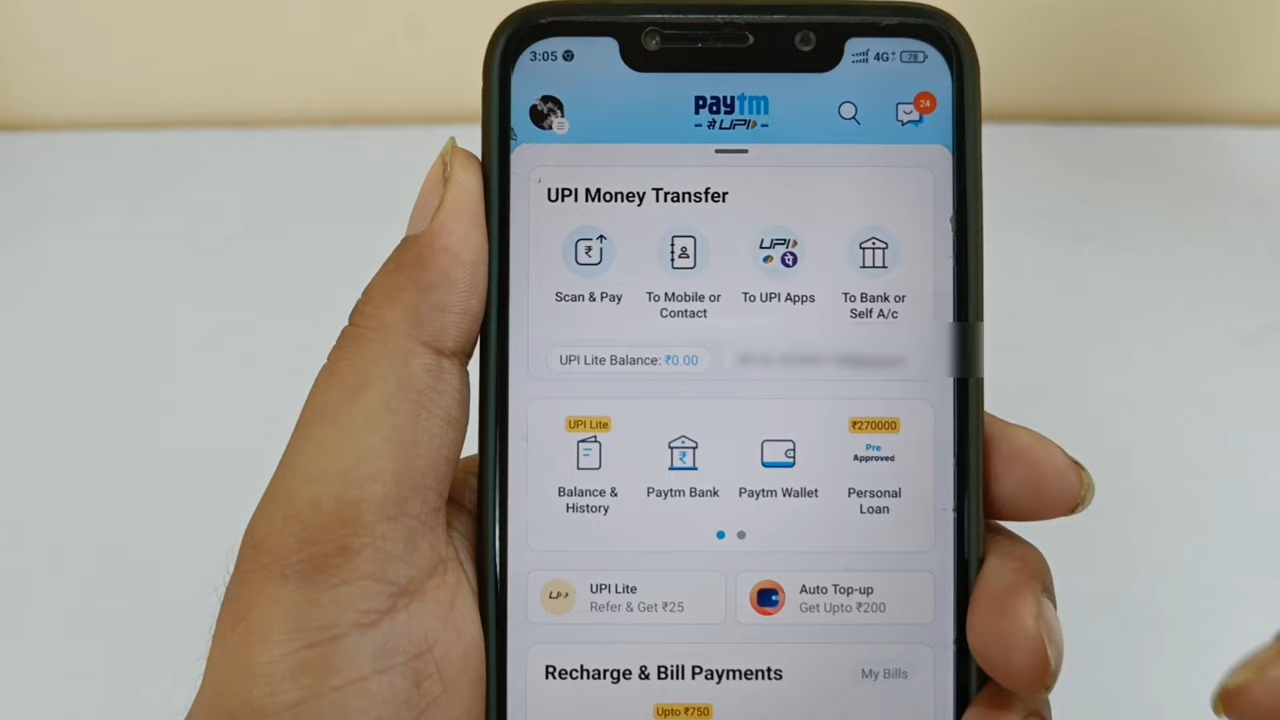 3:05
4G+ 78
paytm
से UPI
24
UPI Money Transfer
Scan & Pay
To Mobile or
Contact
UPI
To UPI Apps
To Bank or
Self A/c
UPI Lite Balance: ₹0.00
UPI Lite
Balance &
History
Paytm Bank
Paytm Wallet
₹270000
Pre
Approved
Personal
Loan
UPI Lite
Refer & Get ₹25
Auto Top-up
Get Upto ₹200
Recharge & Bill Payments
My Bills
Upto ₹750